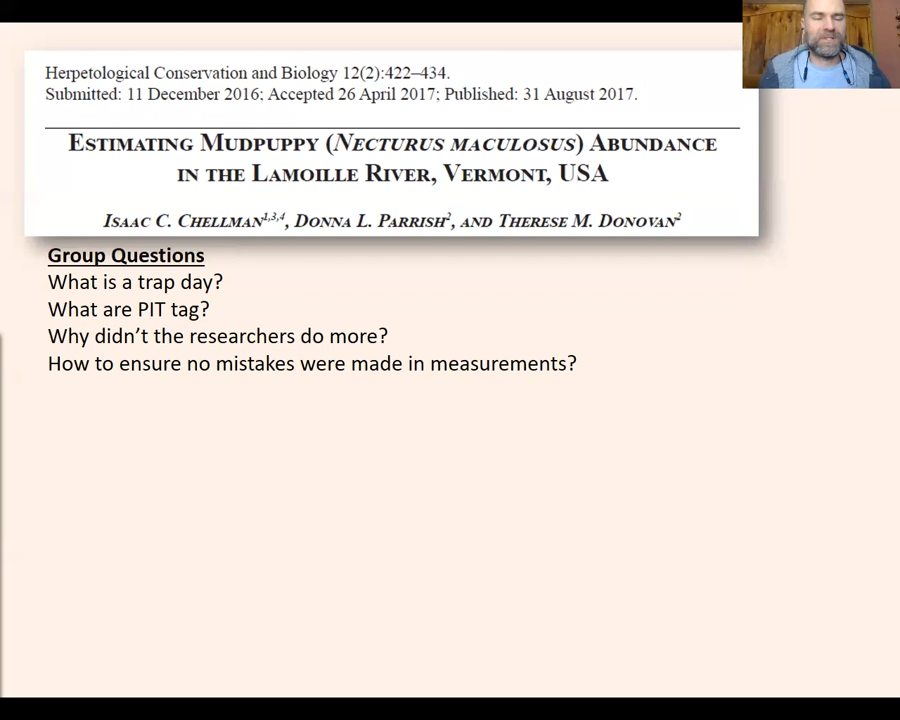 Herpetological Conservation and Biology 12(2):422–434.
Submitted: 11 December 2016; Accepted 26 April 2017; Published: 31 August 2017.
Estimating Mudpuppy (Necturus maculosus) Abundance
in the Lamoille River, Vermont, USA
Isaac C. Chellman1,3,4, Donna L. Parrish2, and Therese M. Donovan2
Group Questions
What is a trap day?
What are PIT tag?
Why didn’t the researchers do more?
How to ensure no mistakes were made in measurements?